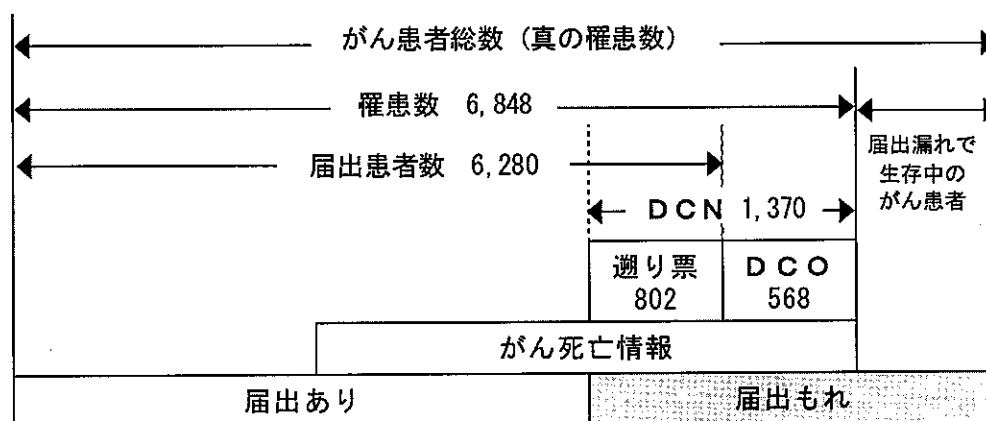 がん患者総数（真の罹患数）
罹患数 6,848
届出患者数 6,280
届出漏れで
生存中の
がん患者
ＤＣＮ 1,370
遡り票
802
ＤＣＯ
568
がん死亡情報
届出あり
届出もれ